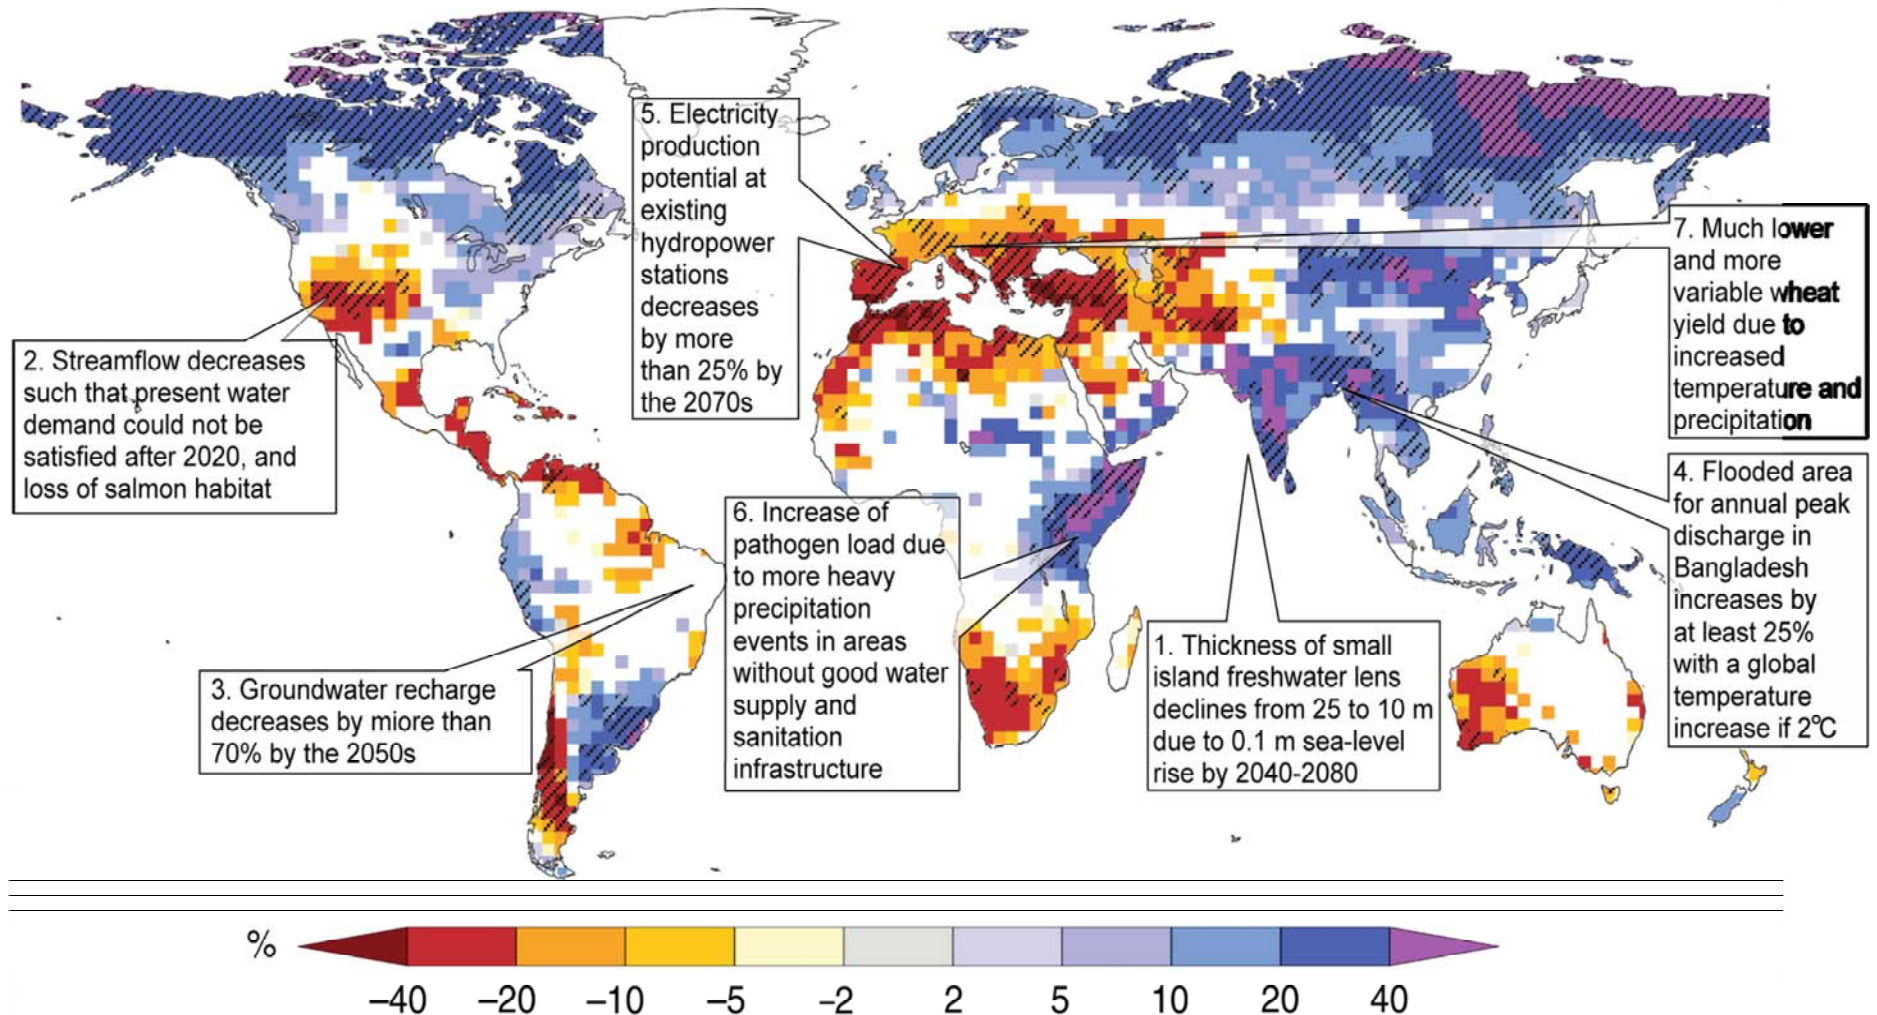 5. Electricity
production
potential at
existing
hydropower
stations
decreases
by more
than 25% by
the 2070s
7. Much lower
and more
variable wheat
yield due to
increased
temperature and
precipitation
2. Streamflow decreases
such that present water
demand could not be
satisfied after 2020, and
loss of salmon habitat
4. Flooded area
for annual peak
discharge in
Bangladesh
increases by
at least 25%
with a global
temperature
increase if 2°C
6. Increase of
pathogen load due
to more heavy
precipitation
events in areas
without good water
supply and
sanitation
infrastructure
1. Thickness of small
island freshwater lens
declines from 25 to 10 m
due to 0.1 m sea-level
rise by 2040-2080
3. Groundwater recharge
decreases by miore than
70% by the 2050s
%
–40 –20 –10 –5 –2 2 5 10 20 40